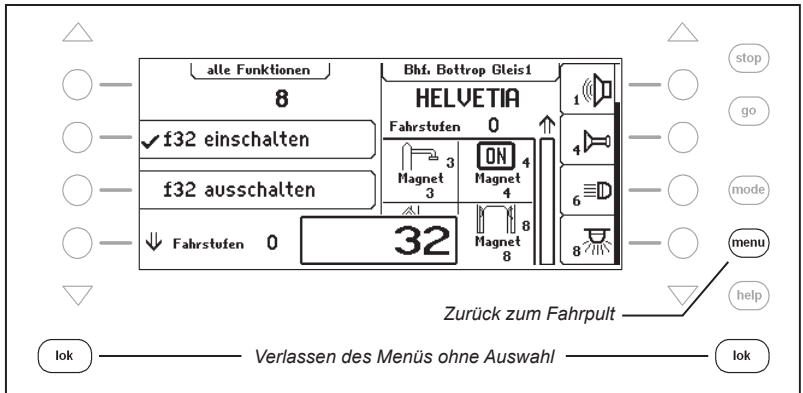 stop
alle Funktionen
Bhf. Bottrop Gleis1
8
HELVETIA
1
go
✓ f32 einschalten
Fahrstufen 0
4
3
ON 4
Magnet
3
Magnet
4
f32 ausschalten
6
mode
Fahrstufen 0
32
8
Magnet
8
8
menu
help
Zurück zum Fahrpult
lok
Verlassen des Menüs ohne Auswahl
lok